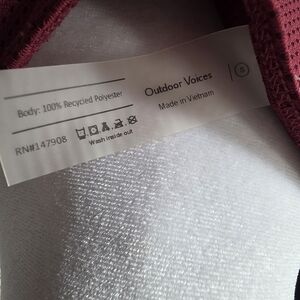 Body: 100% Recycled Polyester
RN#147908
Wash inside out
Outdoor Voices
Made in Vietnam